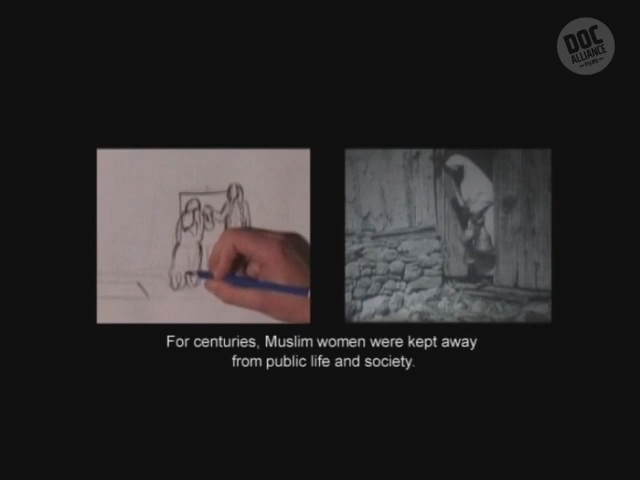 DOC
ALLIANCE
FILMS
For centuries, Muslim women were kept away
from public life and society.